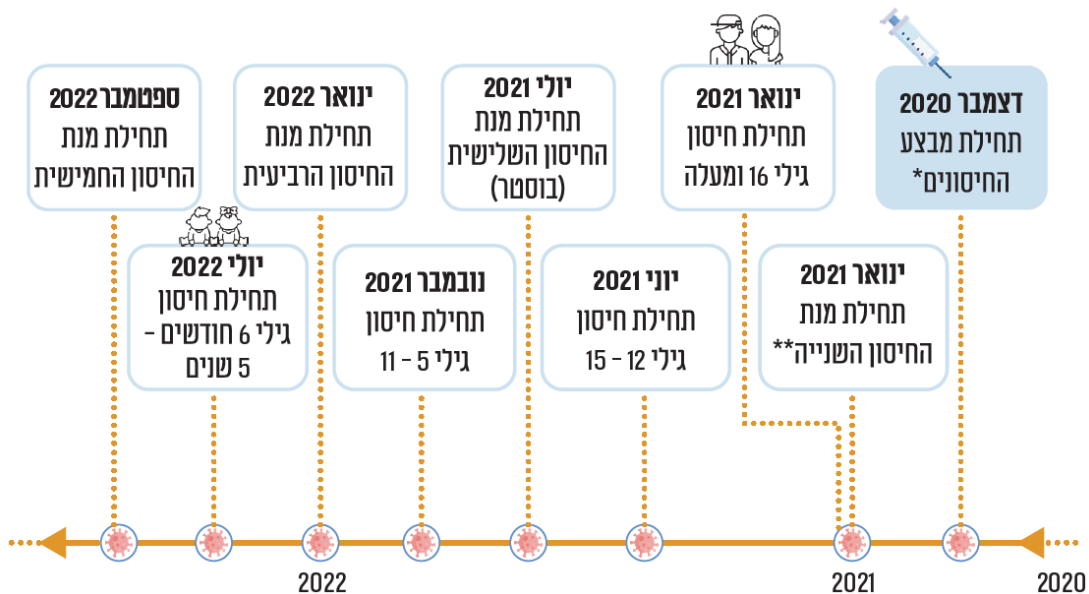 דצמבר 2020
תחילת מבצע
החיסונים*
ינואר 2021
תחילת חיסון
גילי 16 ומעלה
ינואר 2021
תחילת מנת
החיסון השנייה**
יוני 2021
תחילת חיסון
גילי 12 - 15
יולי 2021
תחילת מנת
החיסון השלישית
(בוסטר)
נובמבר 2021
תחילת חיסון
גילי 5 - 11
ינואר 2022
תחילת מנת
החיסון הרביעית
יולי 2022
תחילת חיסון
גילי 6 חודשים -
5 שנים
ספטמבר 2022
תחילת מנת
החיסון החמישית
2020
2021
2022